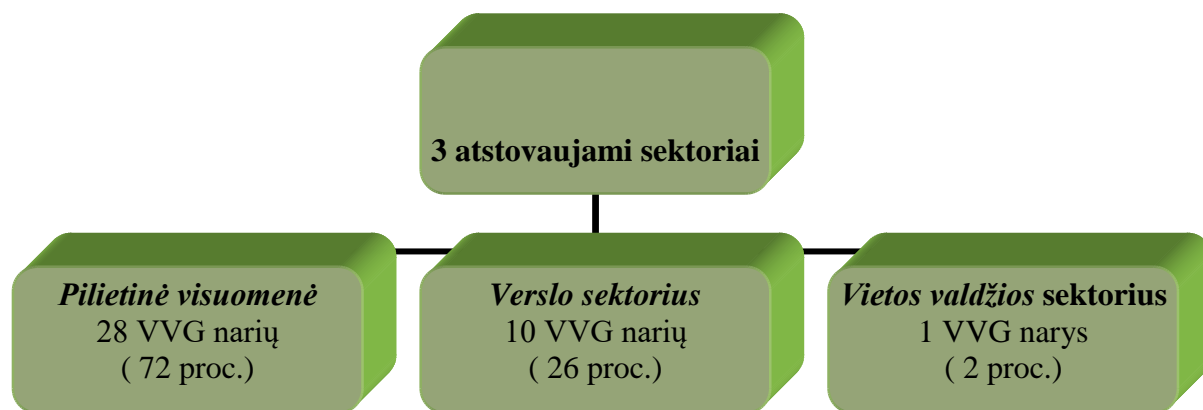 3 atstovaujami sektoriai
Pilietinė visuomenė
28 VVG narių
( 72 proc.)
Verslo sektorius
10 VVG narių
( 26 proc.)
Vietos valdžios sektorius
1 VVG narys
( 2 proc.)